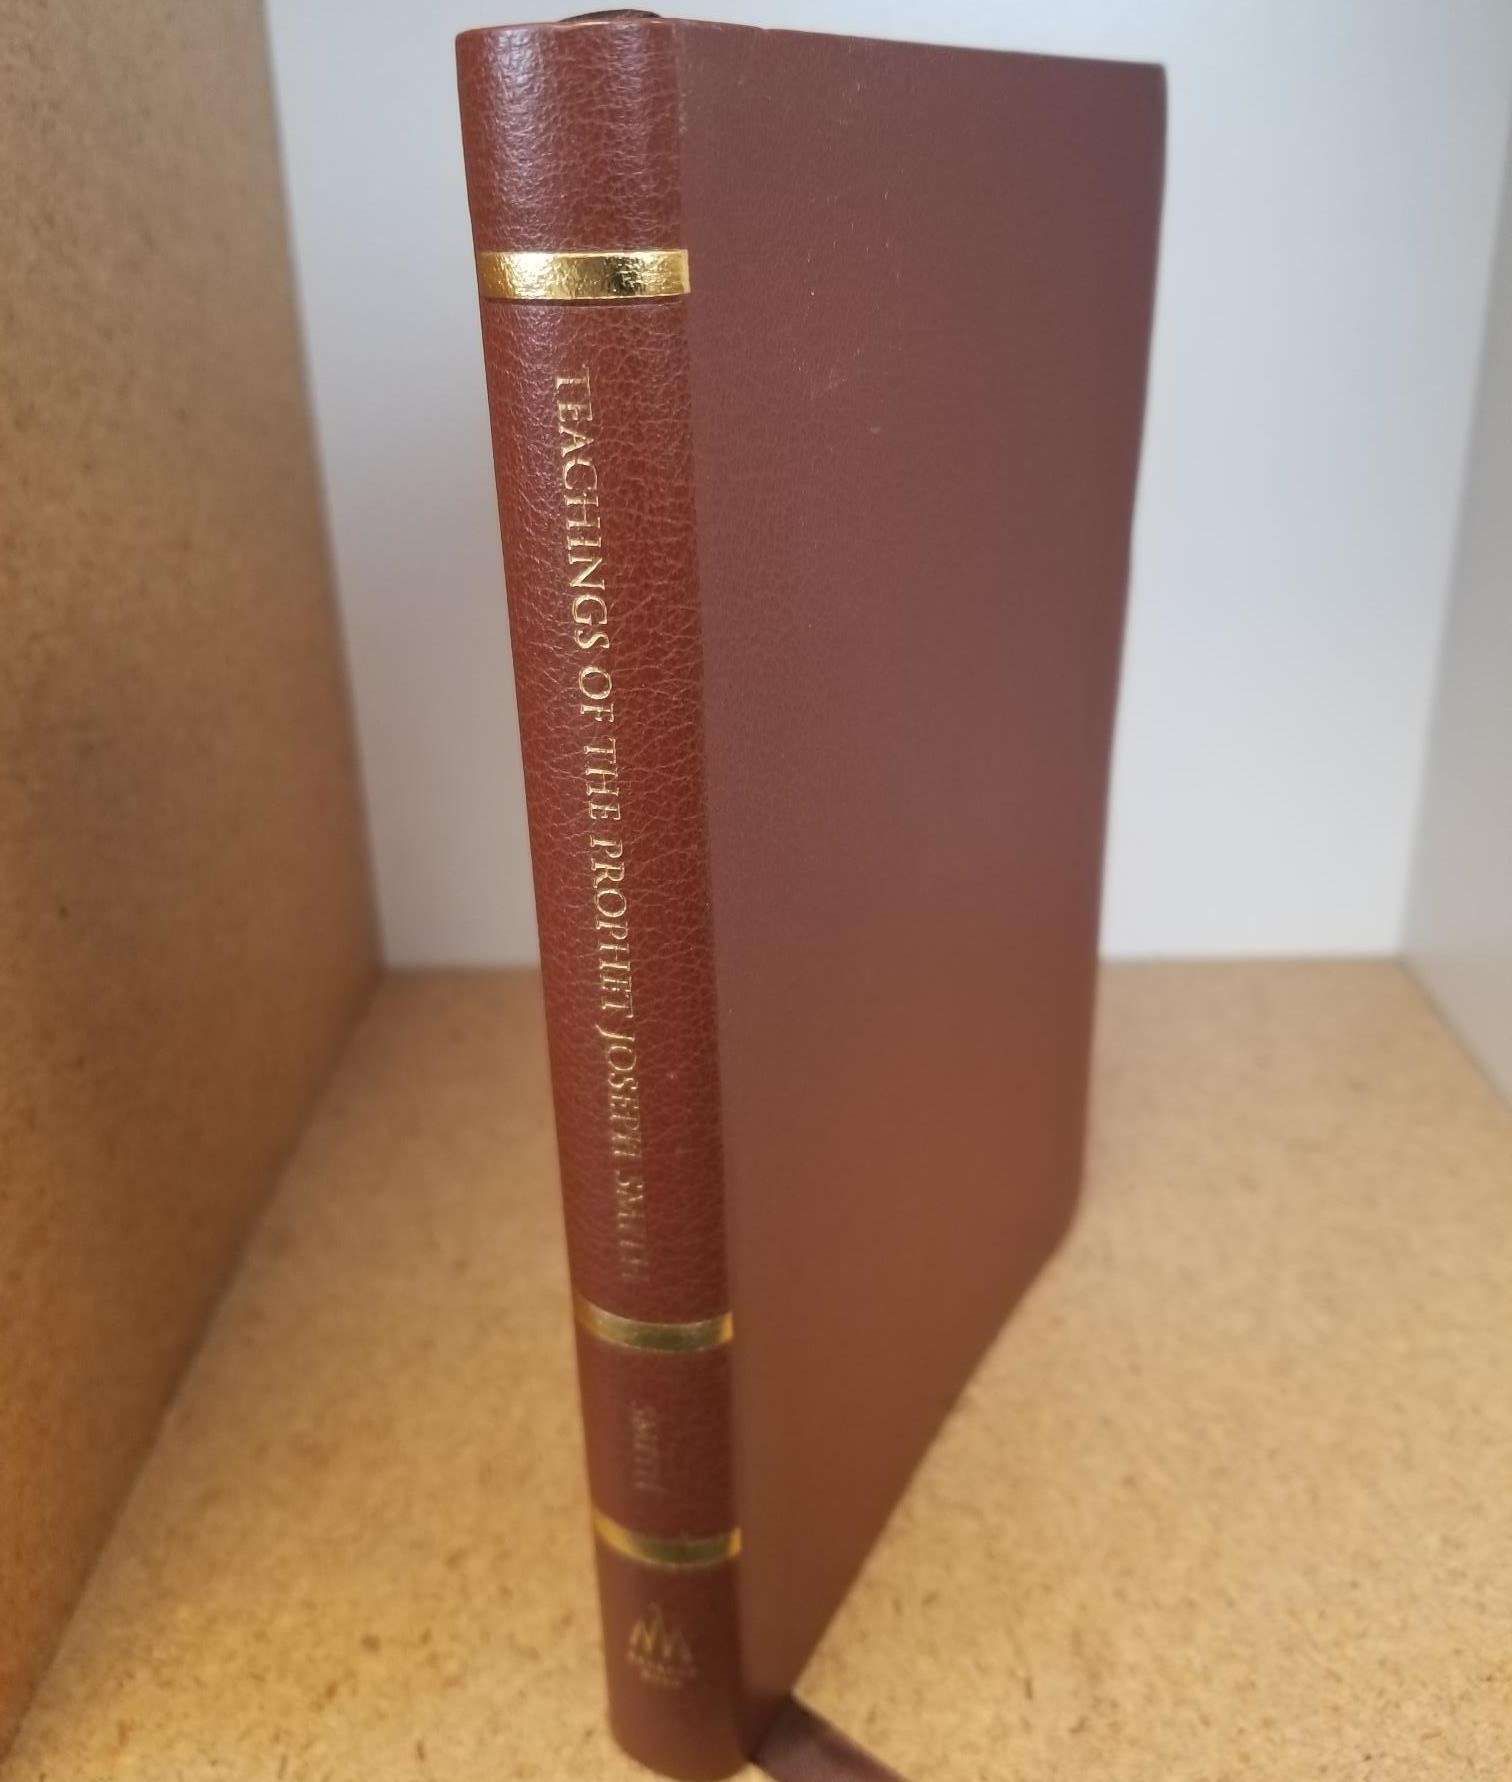 TEACHINGS OF THE PROPHET JOSEPH SMITH
SMITH